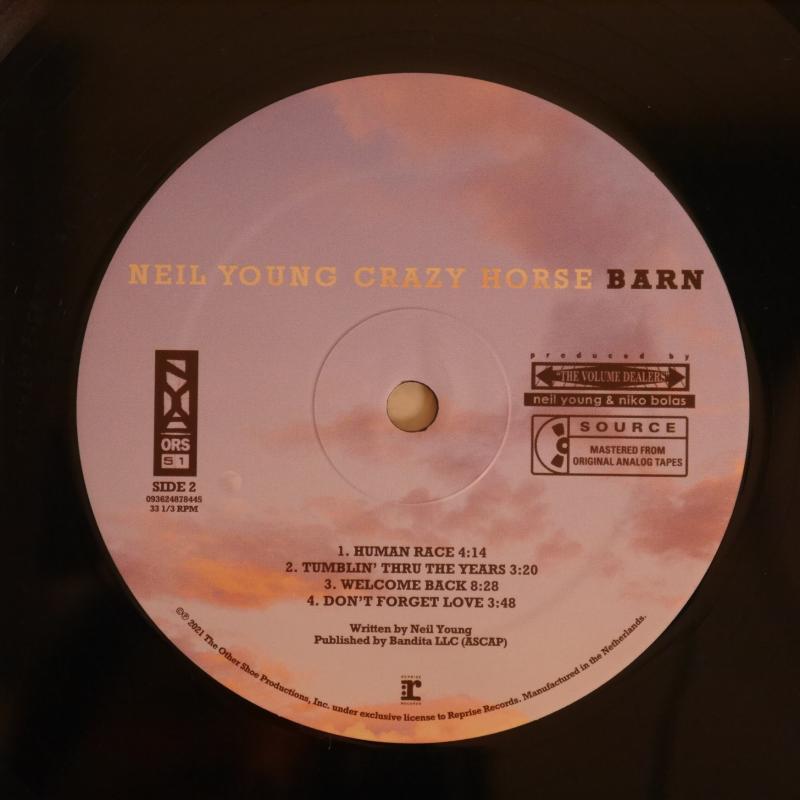 NEIL YOUNG CRAZY HORSE BARN
produced by
"THE VOLUME DEALERS"
neil young & niko bolas
NYA
ORS
51
SOURCE
MASTERED FROM
ORIGINAL ANALOG TAPES
SIDE 2
093624878445
33 1/3 RPM
1. HUMAN RACE 4:14
2. TUMBLIN' THRU THE YEARS 3:20
3. WELCOME BACK 8:28
4. DON'T FORGET LOVE 3:48
Written by Neil Young
Published by Bandita LLC (ASCAP)
REPRISE
r
RECORDS
©℗ 2021 The Other Shoe Productions, Inc. under exclusive license to Reprise Records. Manufactured in the Netherlands.